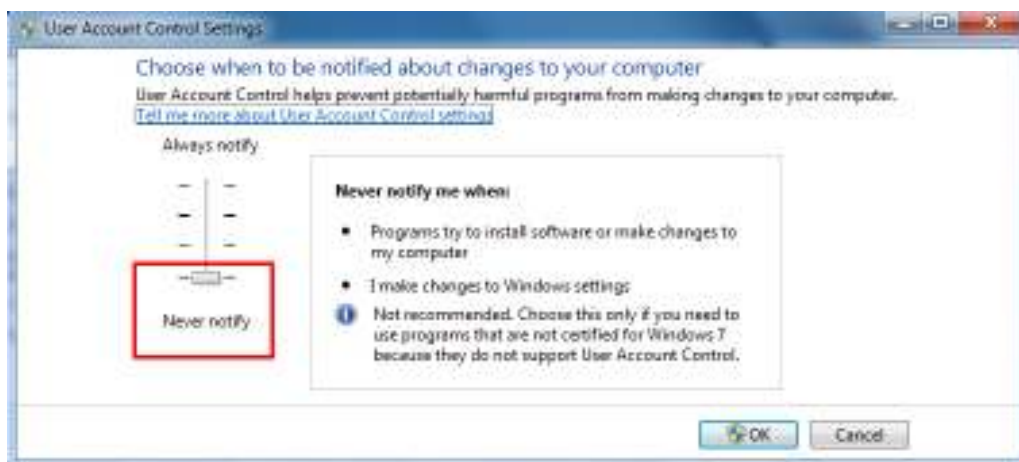 User Account Control Settings
Choose when to be notified about changes to your computer
User Account Control helps prevent potentially harmful programs from making changes to your computer.
Tell me more about User Account Control settings
Always notify
Never notify
Never notify me when:
• Programs try to install software or make changes to
my computer
• I make changes to Windows settings
Not recommended. Choose this only if you need to
use programs that are not certified for Windows 7
because they do not support User Account Control.
OK
Cancel